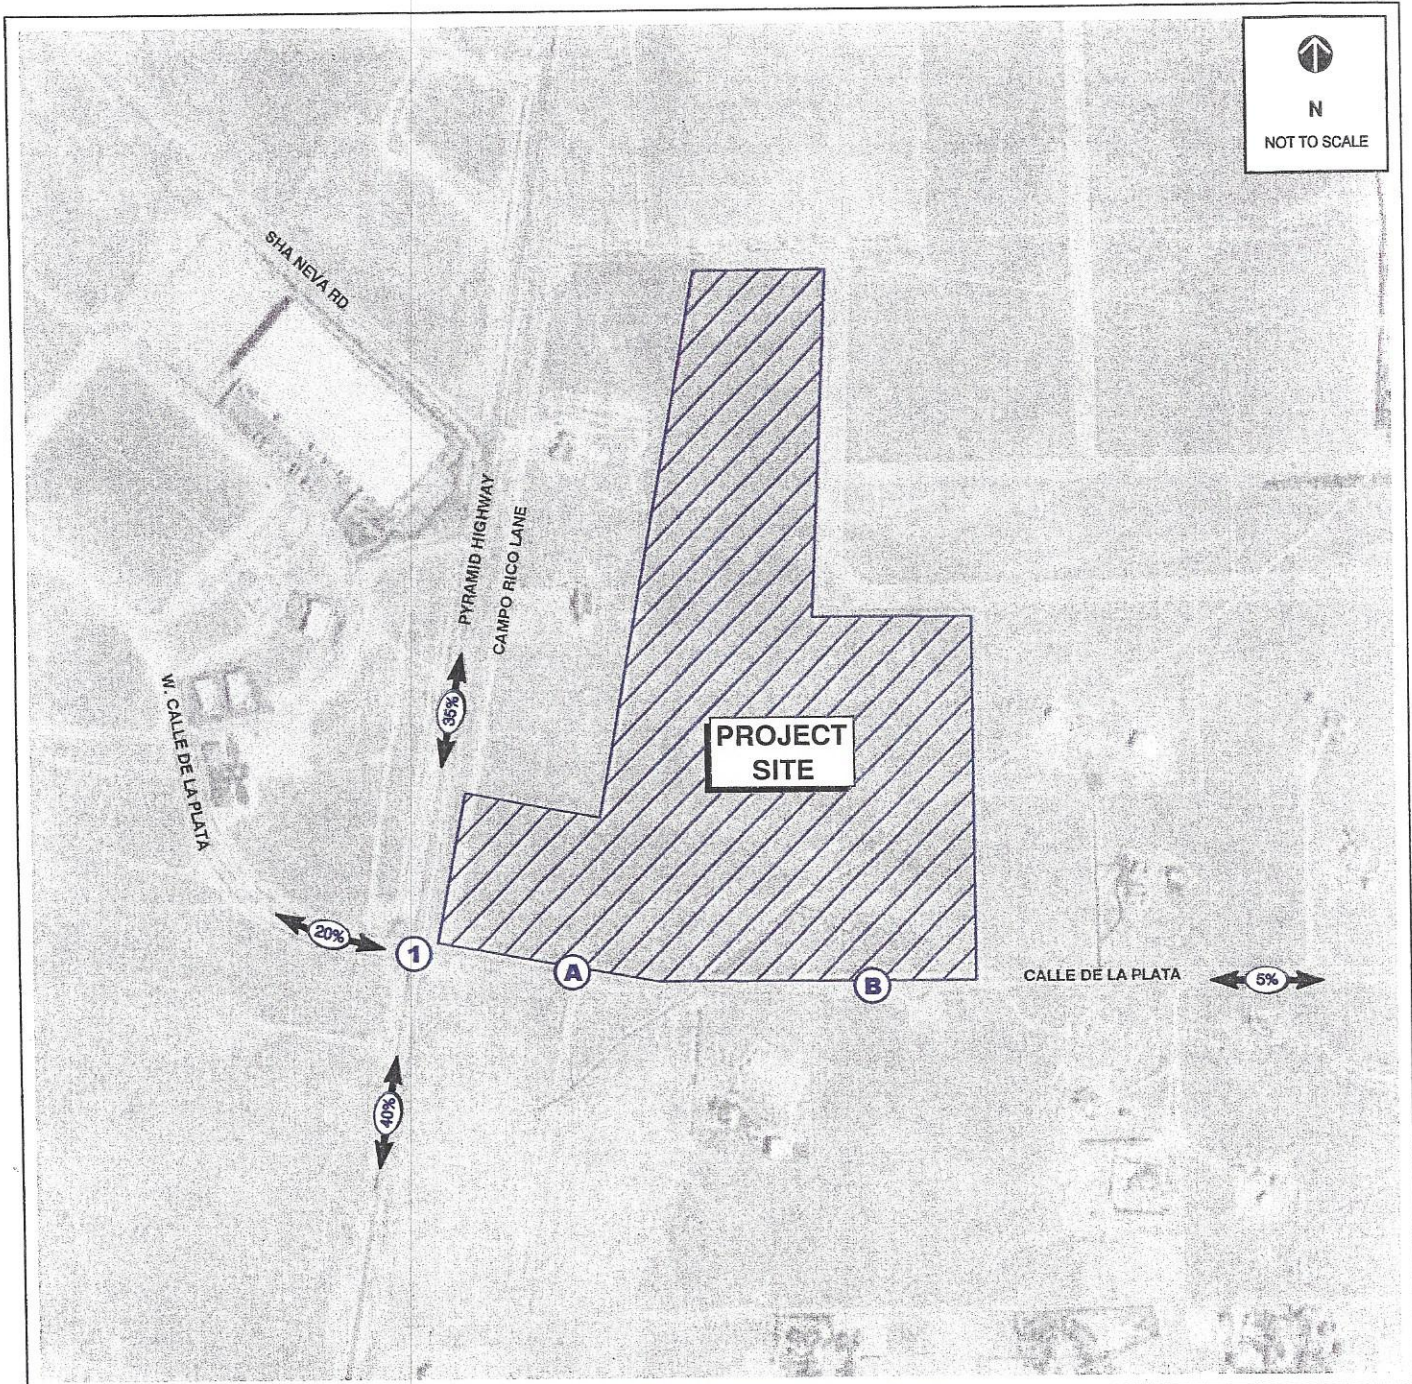 N
NOT TO SCALE
SHA NEVA RD
PYRAMID HIGHWAY
CAMPO RICO LANE
W. CALLE DE LA PLATA
35%
PROJECT
SITE
20%
1
A
B
CALLE DE LA PLATA
5%
40%